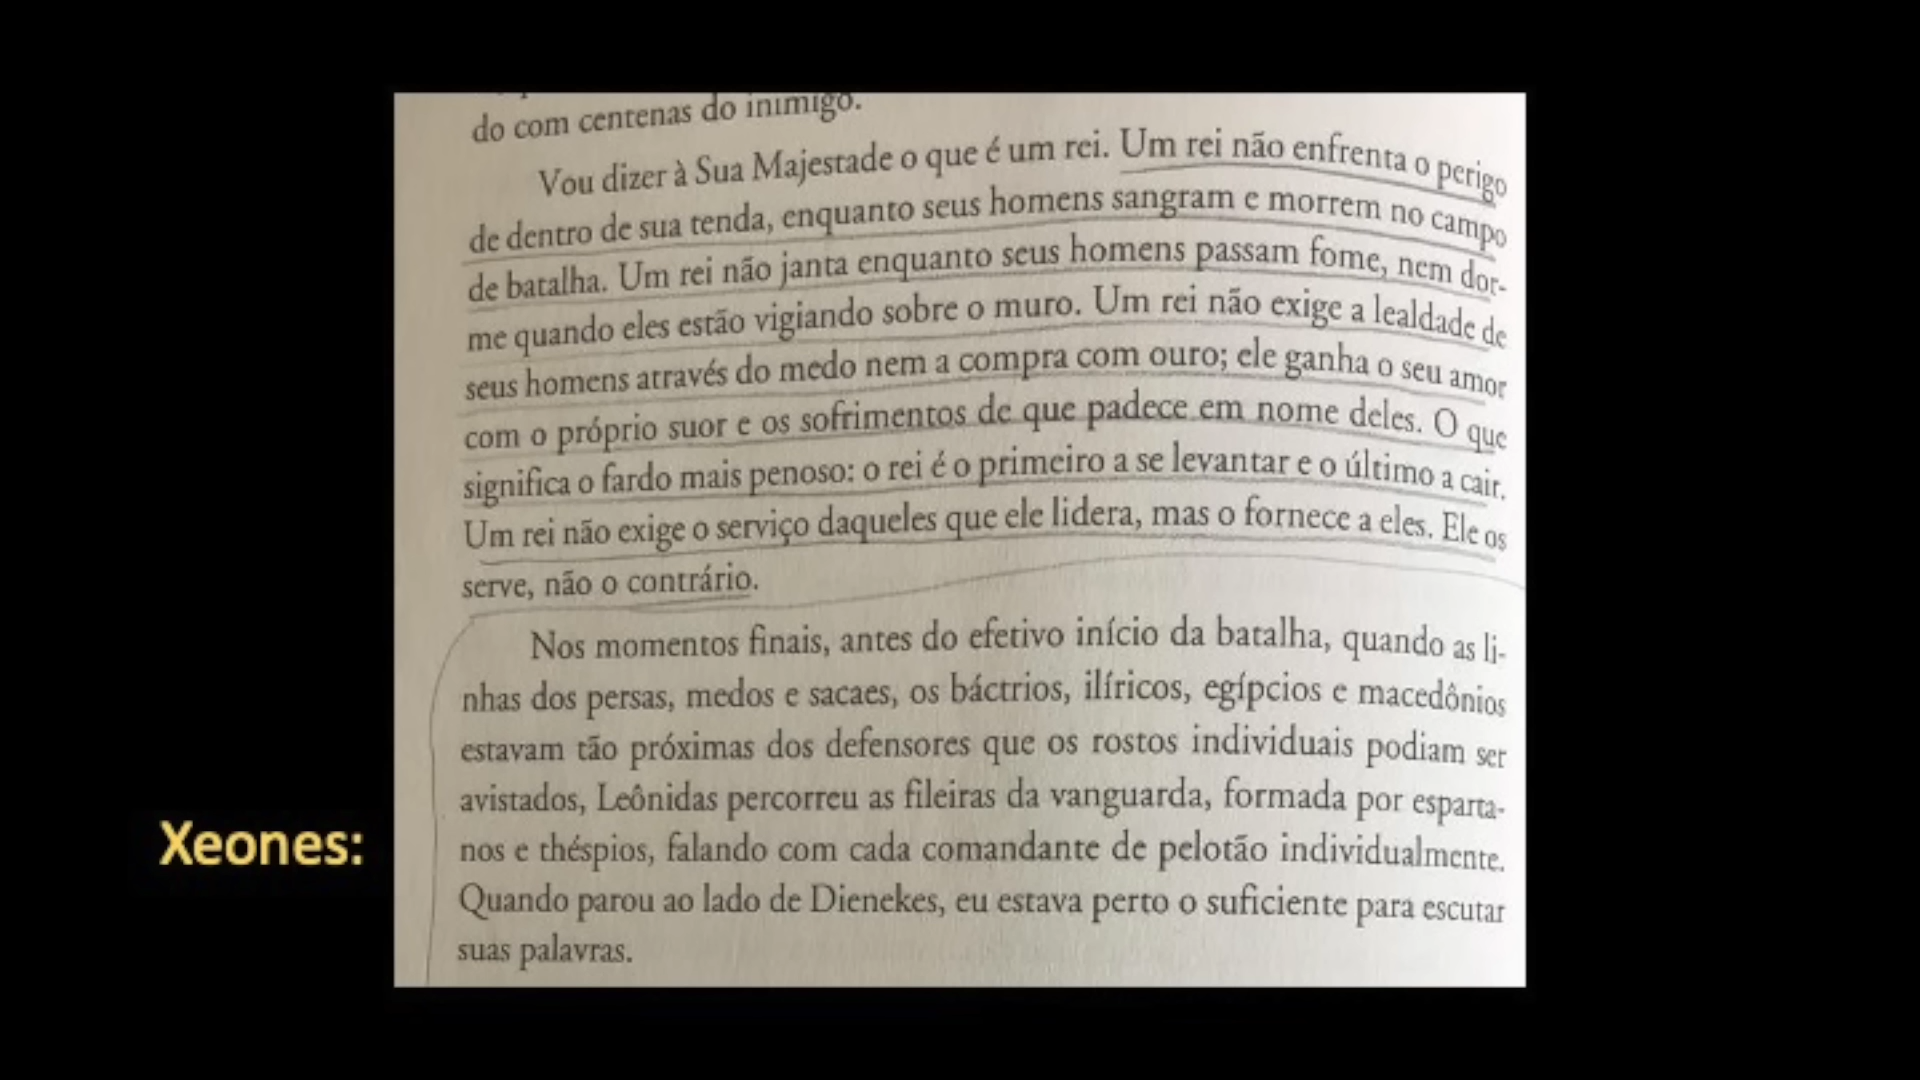 do com centenas do inimigo.
Vou dizer à Sua Majestade o que é um rei. Um rei não enfrenta o perigo
de dentro de sua tenda, enquanto seus homens sangram e morrem no campo
de batalha. Um rei não janta enquanto seus homens passam fome, nem dor-
me quando eles estão vigiando sobre o muro. Um rei não exige a lealdade de
seus homens através do medo nem a compra com ouro; ele ganha o seu amor
com o próprio suor e os sofrimentos de que padece em nome deles. O que
significa o fardo mais penoso: o rei é o primeiro a se levantar e o último a cair.
Um rei não exige o serviço daqueles que ele lidera, mas o fornece a eles. Ele os
serve, não o contrário.
Nos momentos finais, antes do efetivo início da batalha, quando as li-
nhas dos persas, medos e sacaes, os báctrios, ilíricos, egípcios e macedônios
estavam tão próximas dos defensores que os rostos individuais podiam ser
avistados, Leônidas percorreu as fileiras da vanguarda, formada por esparta-
nos e théspios, falando com cada comandante de pelotão individualmente.
Quando parou ao lado de Dienekes, eu estava perto o suficiente para escutar
suas palavras.
Xeones: